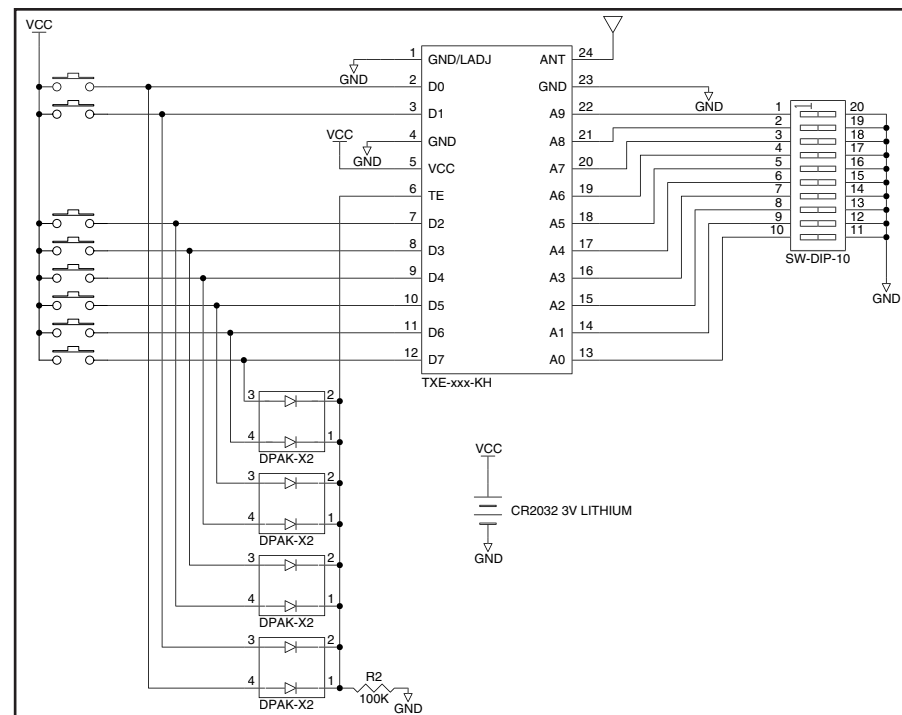 VCC
1 GND/LADJ ANT 24
GND
2 D0 GND 23
GND
3 D1 A9 22
4 GND A8 21
GND
VCC
5 VCC A7 20
6 TE A6 19
7 D2 A5 18
8 D3 A4 17
9 D4 A3 16
10 D5 A2 15
11 D6 A1 14
12 D7 A0 13
TXE-xxx-KH
1 20
2 19
3 18
4 17
5 16
6 15
7 14
8 13
9 12
10 11
SW-DIP-10
GND
3 2
4 1
DPAK-X2
3 2
4 1
DPAK-X2
3 2
4 1
DPAK-X2
3 2
4 1
DPAK-X2
R2
100K
GND
VCC
CR2032 3V LITHIUM
GND